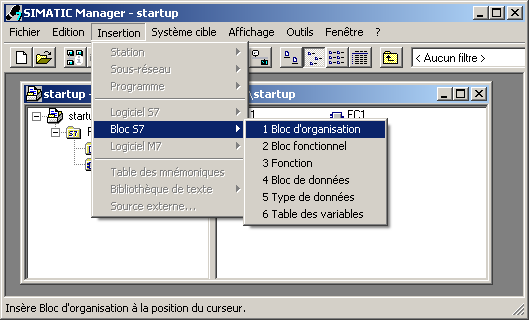 SIMATIC Manager - startup
Fichier Edition Insertion Système cible Affichage Outils Fenêtre ?
< Aucun filtre >
startup -
\startup
Station
Sous-réseau
Programme
Logiciel S7
Bloc S7
Logiciel M7
Table des mnémoniques
Bibliothèque de texte
Source externe...
startu
S7
FC1
1 Bloc d'organisation
2 Bloc fonctionnel
3 Fonction
4 Bloc de données
5 Type de données
6 Table des variables
Insère Bloc d'organisation à la position du curseur.